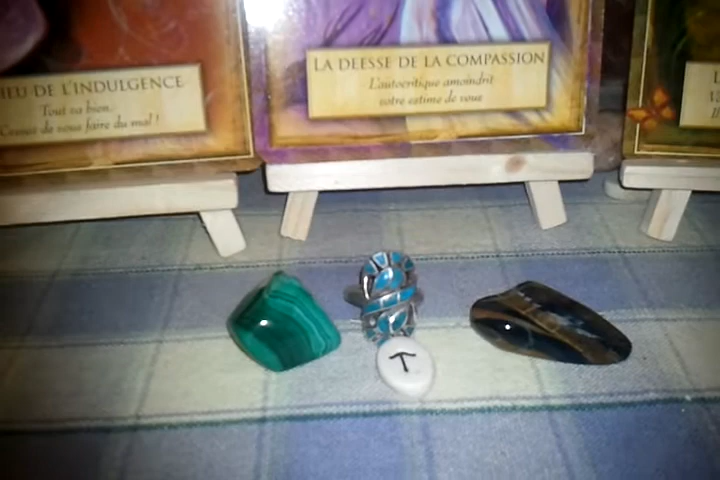 IEU DE L'INDULGENCE
Tout va bien.
Cessez de vous faire du mal !
LA DEESSE DE LA COMPASSION
L'autocritique amoindrit
votre estime de vous